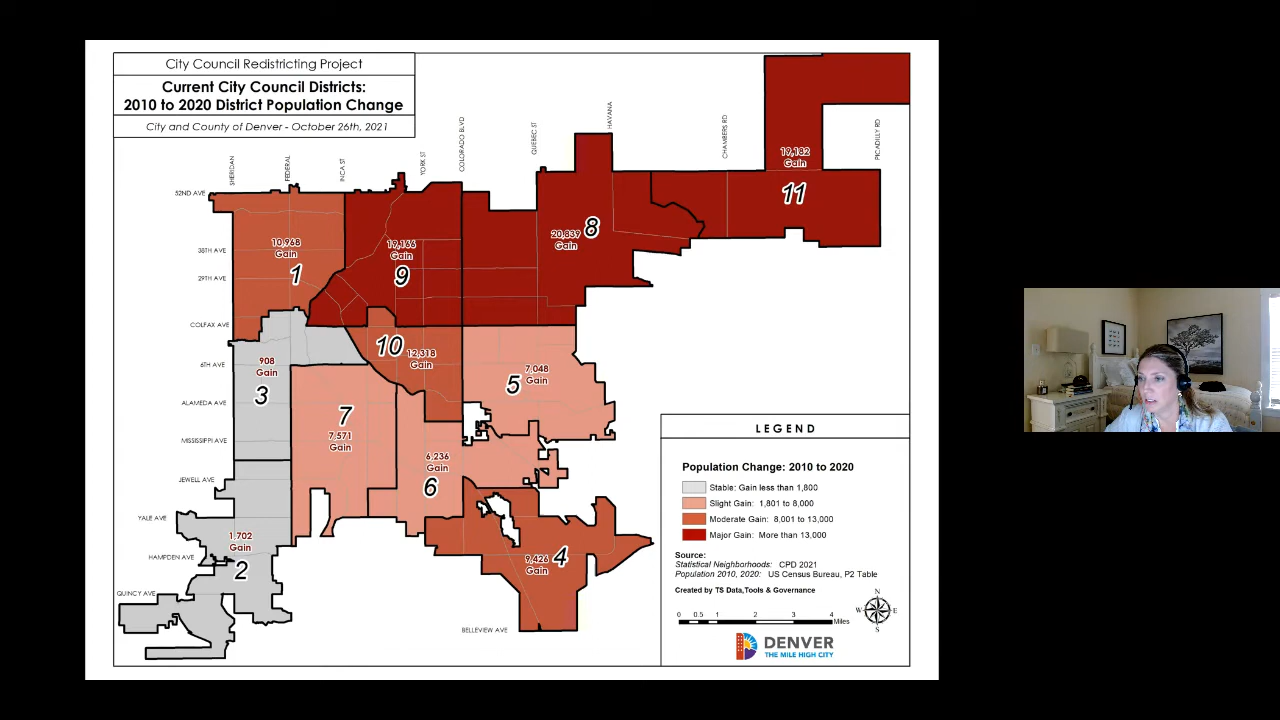 City Council Redistricting Project
Current City Council Districts:
2010 to 2020 District Population Change
City and County of Denver - October 26th, 2021
SHERIDAN
FEDERAL
INCA ST
YORK ST
COLORADO BLVD
QUEBEC ST
HAVANA
CHAMBERS RD
PICADILLY RD
52ND AVE
38TH AVE
29TH AVE
COLFAX AVE
6TH AVE
ALAMEDA AVE
MISSISSIPPI AVE
JEWELL AVE
YALE AVE
HAMPDEN AVE
QUINCY AVE
BELLEVIEW AVE
19,182
Gain
11
20,839
Gain
8
10,968
Gain
1
19,166
Gain
9
10
12,318
Gain
908
Gain
3
7,048
Gain
5
7
7,571
Gain
6,236
Gain
6
1,702
Gain
2
9,426
Gain
4
LEGEND
Population Change: 2010 to 2020
Stable: Gain less than 1,800
Slight Gain: 1,801 to 8,000
Moderate Gain: 8,001 to 13,000
Major Gain: More than 13,000
Source:
Statistical Neighborhoods: CPD 2021
Population 2010, 2020: US Census Bureau, P2 Table
Created by TS Data,Tools & Governance
0 0.5 1 2 3 4
Miles
N
W E
S
DENVER
THE MILE HIGH CITY